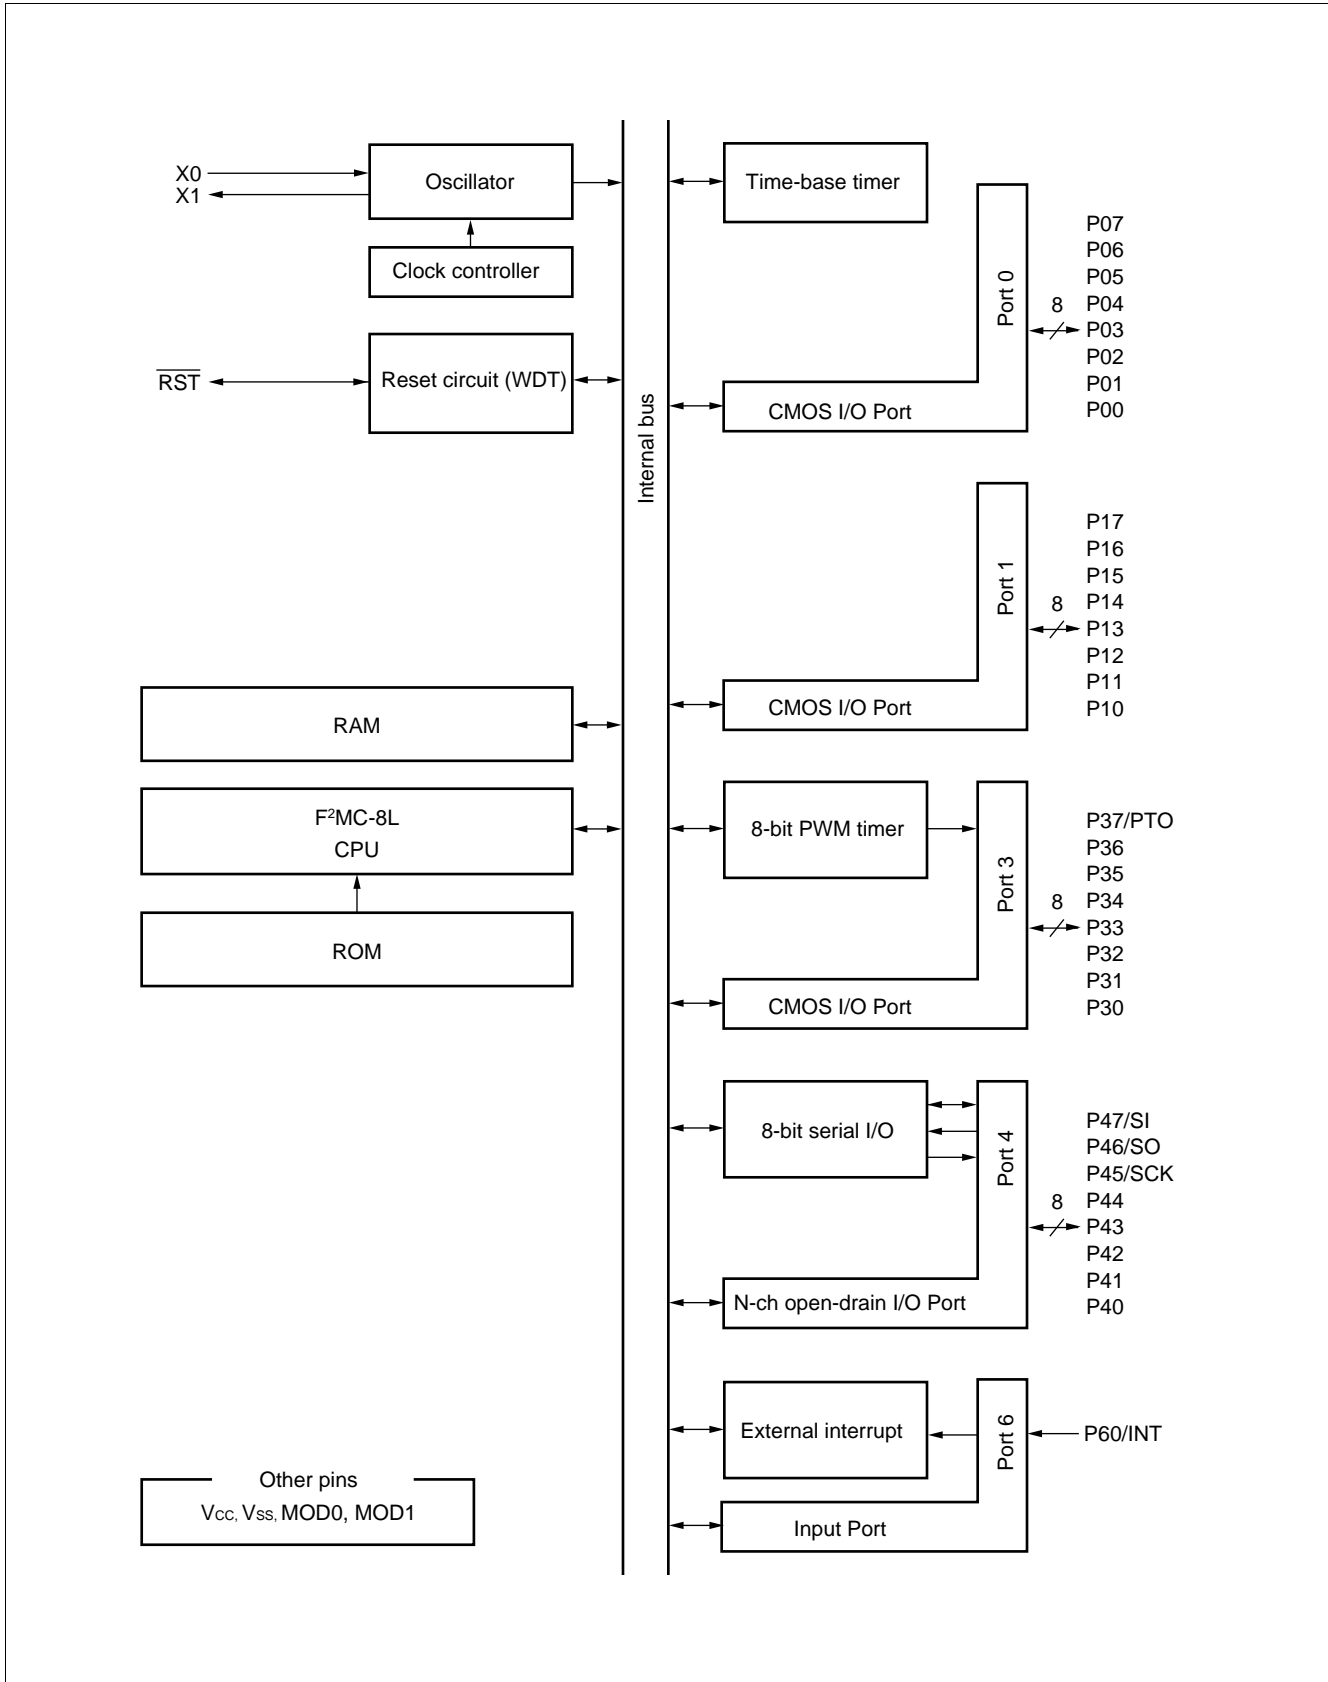 X0
X1
Oscillator
Clock controller
RST
Reset circuit (WDT)
RAM
F²MC-8L
CPU
ROM
Other pins
VCC, VSS, MOD0, MOD1
Internal bus
Time-base timer
Port 0
CMOS I/O Port
8
P07
P06
P05
P04
P03
P02
P01
P00
Port 1
CMOS I/O Port
8
P17
P16
P15
P14
P13
P12
P11
P10
8-bit PWM timer
Port 3
CMOS I/O Port
8
P37/PTO
P36
P35
P34
P33
P32
P31
P30
8-bit serial I/O
Port 4
N-ch open-drain I/O Port
8
P47/SI
P46/SO
P45/SCK
P44
P43
P42
P41
P40
External interrupt
Port 6
Input Port
P60/INT